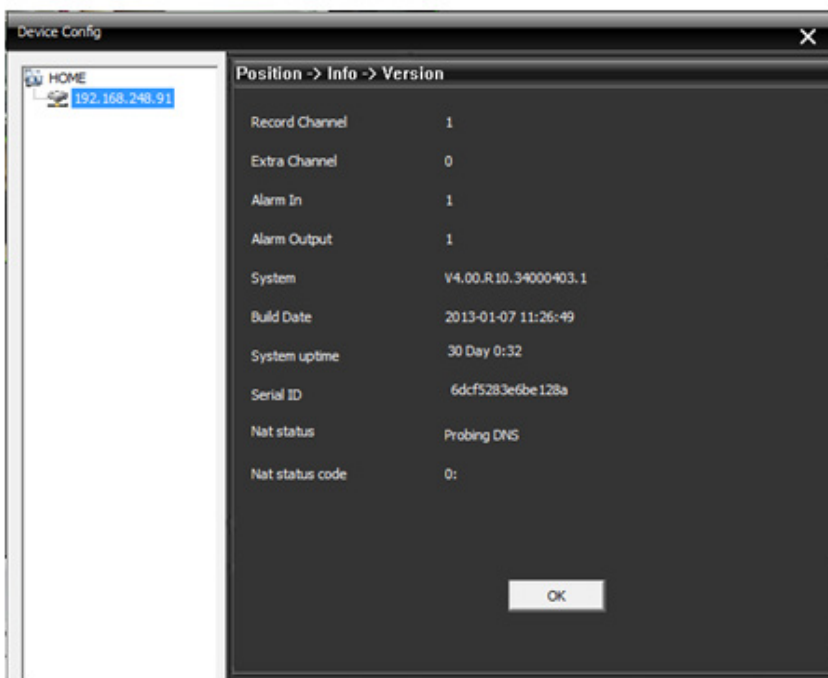 Device Config
HOME
192.168.248.91
Position -> Info -> Version
Record Channel 1
Extra Channel 0
Alarm In 1
Alarm Output 1
System V4.00.R10.34000403.1
Build Date 2013-01-07 11:26:49
System uptime 30 Day 0:32
Serial ID 6dcf5283e6be128a
Nat status Probing DNS
Nat status code 0:
OK